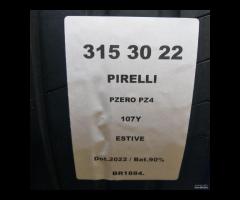 315 30 22
PIRELLI
PZERO PZ4
107Y
ESTIVE
Dot.2022 / Bat.90%
BR1884.